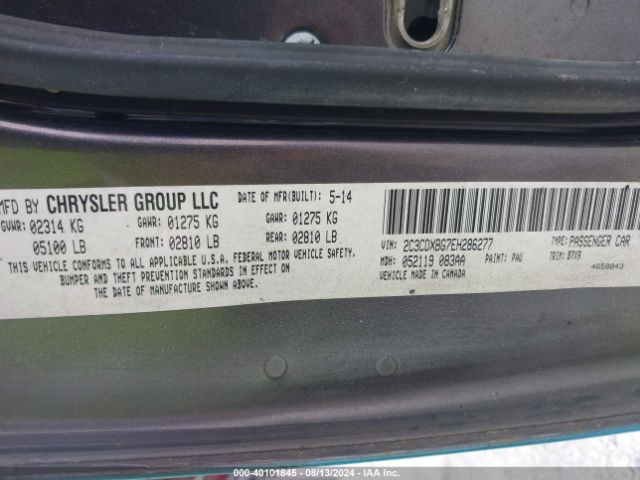 MFD BY CHRYSLER GROUP LLC DATE OF MFR(BUILT): 5-14
GVWR: 02314 KG GAWR: 01275 KG GAWR: 01275 KG
05100 LB FRONT: 02810 LB REAR: 02810 LB
THIS VEHICLE CONFORMS TO ALL APPLICABLE U.S.A. FEDERAL MOTOR VEHICLE SAFETY,
BUMPER AND THEFT PREVENTION STANDARDS IN EFFECT ON
THE DATE OF MANUFACTURE SHOWN ABOVE.
VIN: 2C3CDXBG7EH286277 TYPE: PASSENGER CAR
MDH: 052119 083AA PAINT: PAU TRIM: B7X9
VEHICLE MADE IN CANADA 4658043
000-40101845 - 08/13/2024 - IAA Inc.